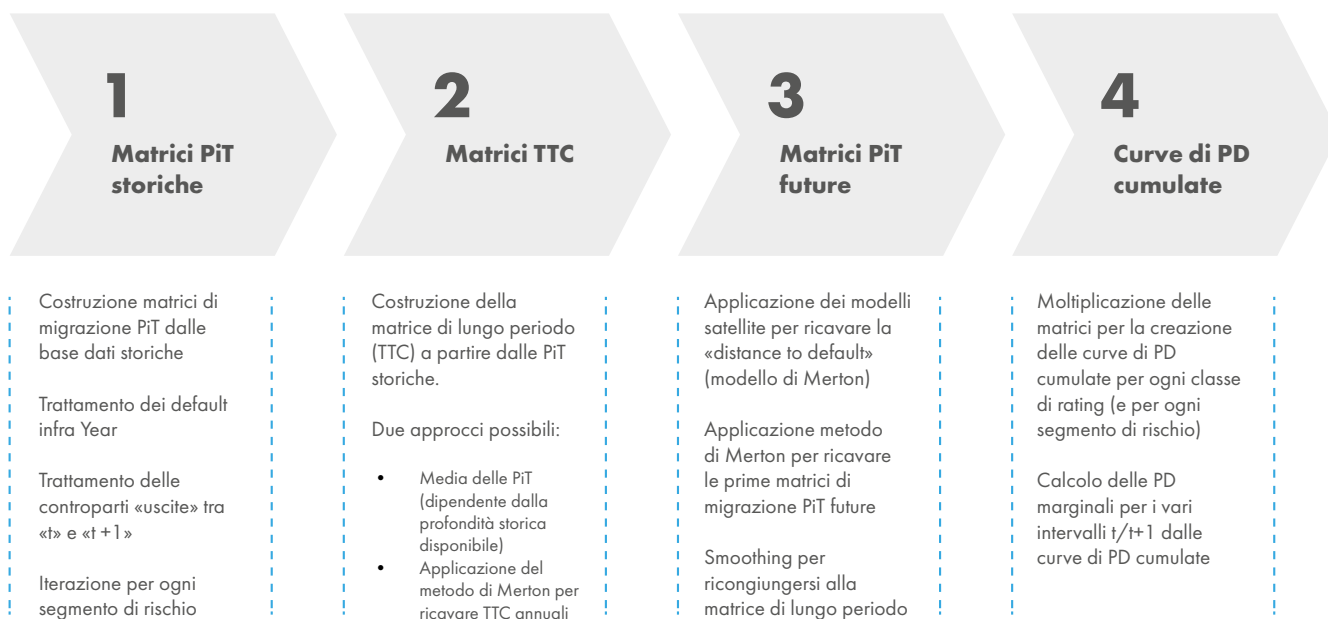 1
Matrici PiT
storiche
2
Matrici TTC
3
Matrici PiT
future
4
Curve di PD
cumulate
Costruzione matrici di
migrazione PiT dalle
base dati storiche
Trattamento dei default
infra Year
Trattamento delle
controparti «uscite» tra
«t» e «t +1»
Iterazione per ogni
segmento di rischio
Costruzione della
matrice di lungo periodo
(TTC) a partire dalle PiT
storiche.
Due approcci possibili:
• Media delle PiT
(dipendente dalla
profondità storica
disponibile)
• Applicazione del
metodo di Merton per
ricavare TTC annuali
Applicazione dei modelli
satellite per ricavare la
«distance to default»
(modello di Merton)
Applicazione metodo
di Merton per ricavare
le prime matrici di
migrazione PiT future
Smoothing per
ricongiungersi alla
matrice di lungo periodo
Moltiplicazione delle
matrici per la creazione
delle curve di PD
cumulate per ogni classe
di rating (e per ogni
segmento di rischio)
Calcolo delle PD
marginali per i vari
intervalli t/t+1 dalle
curve di PD cumulate